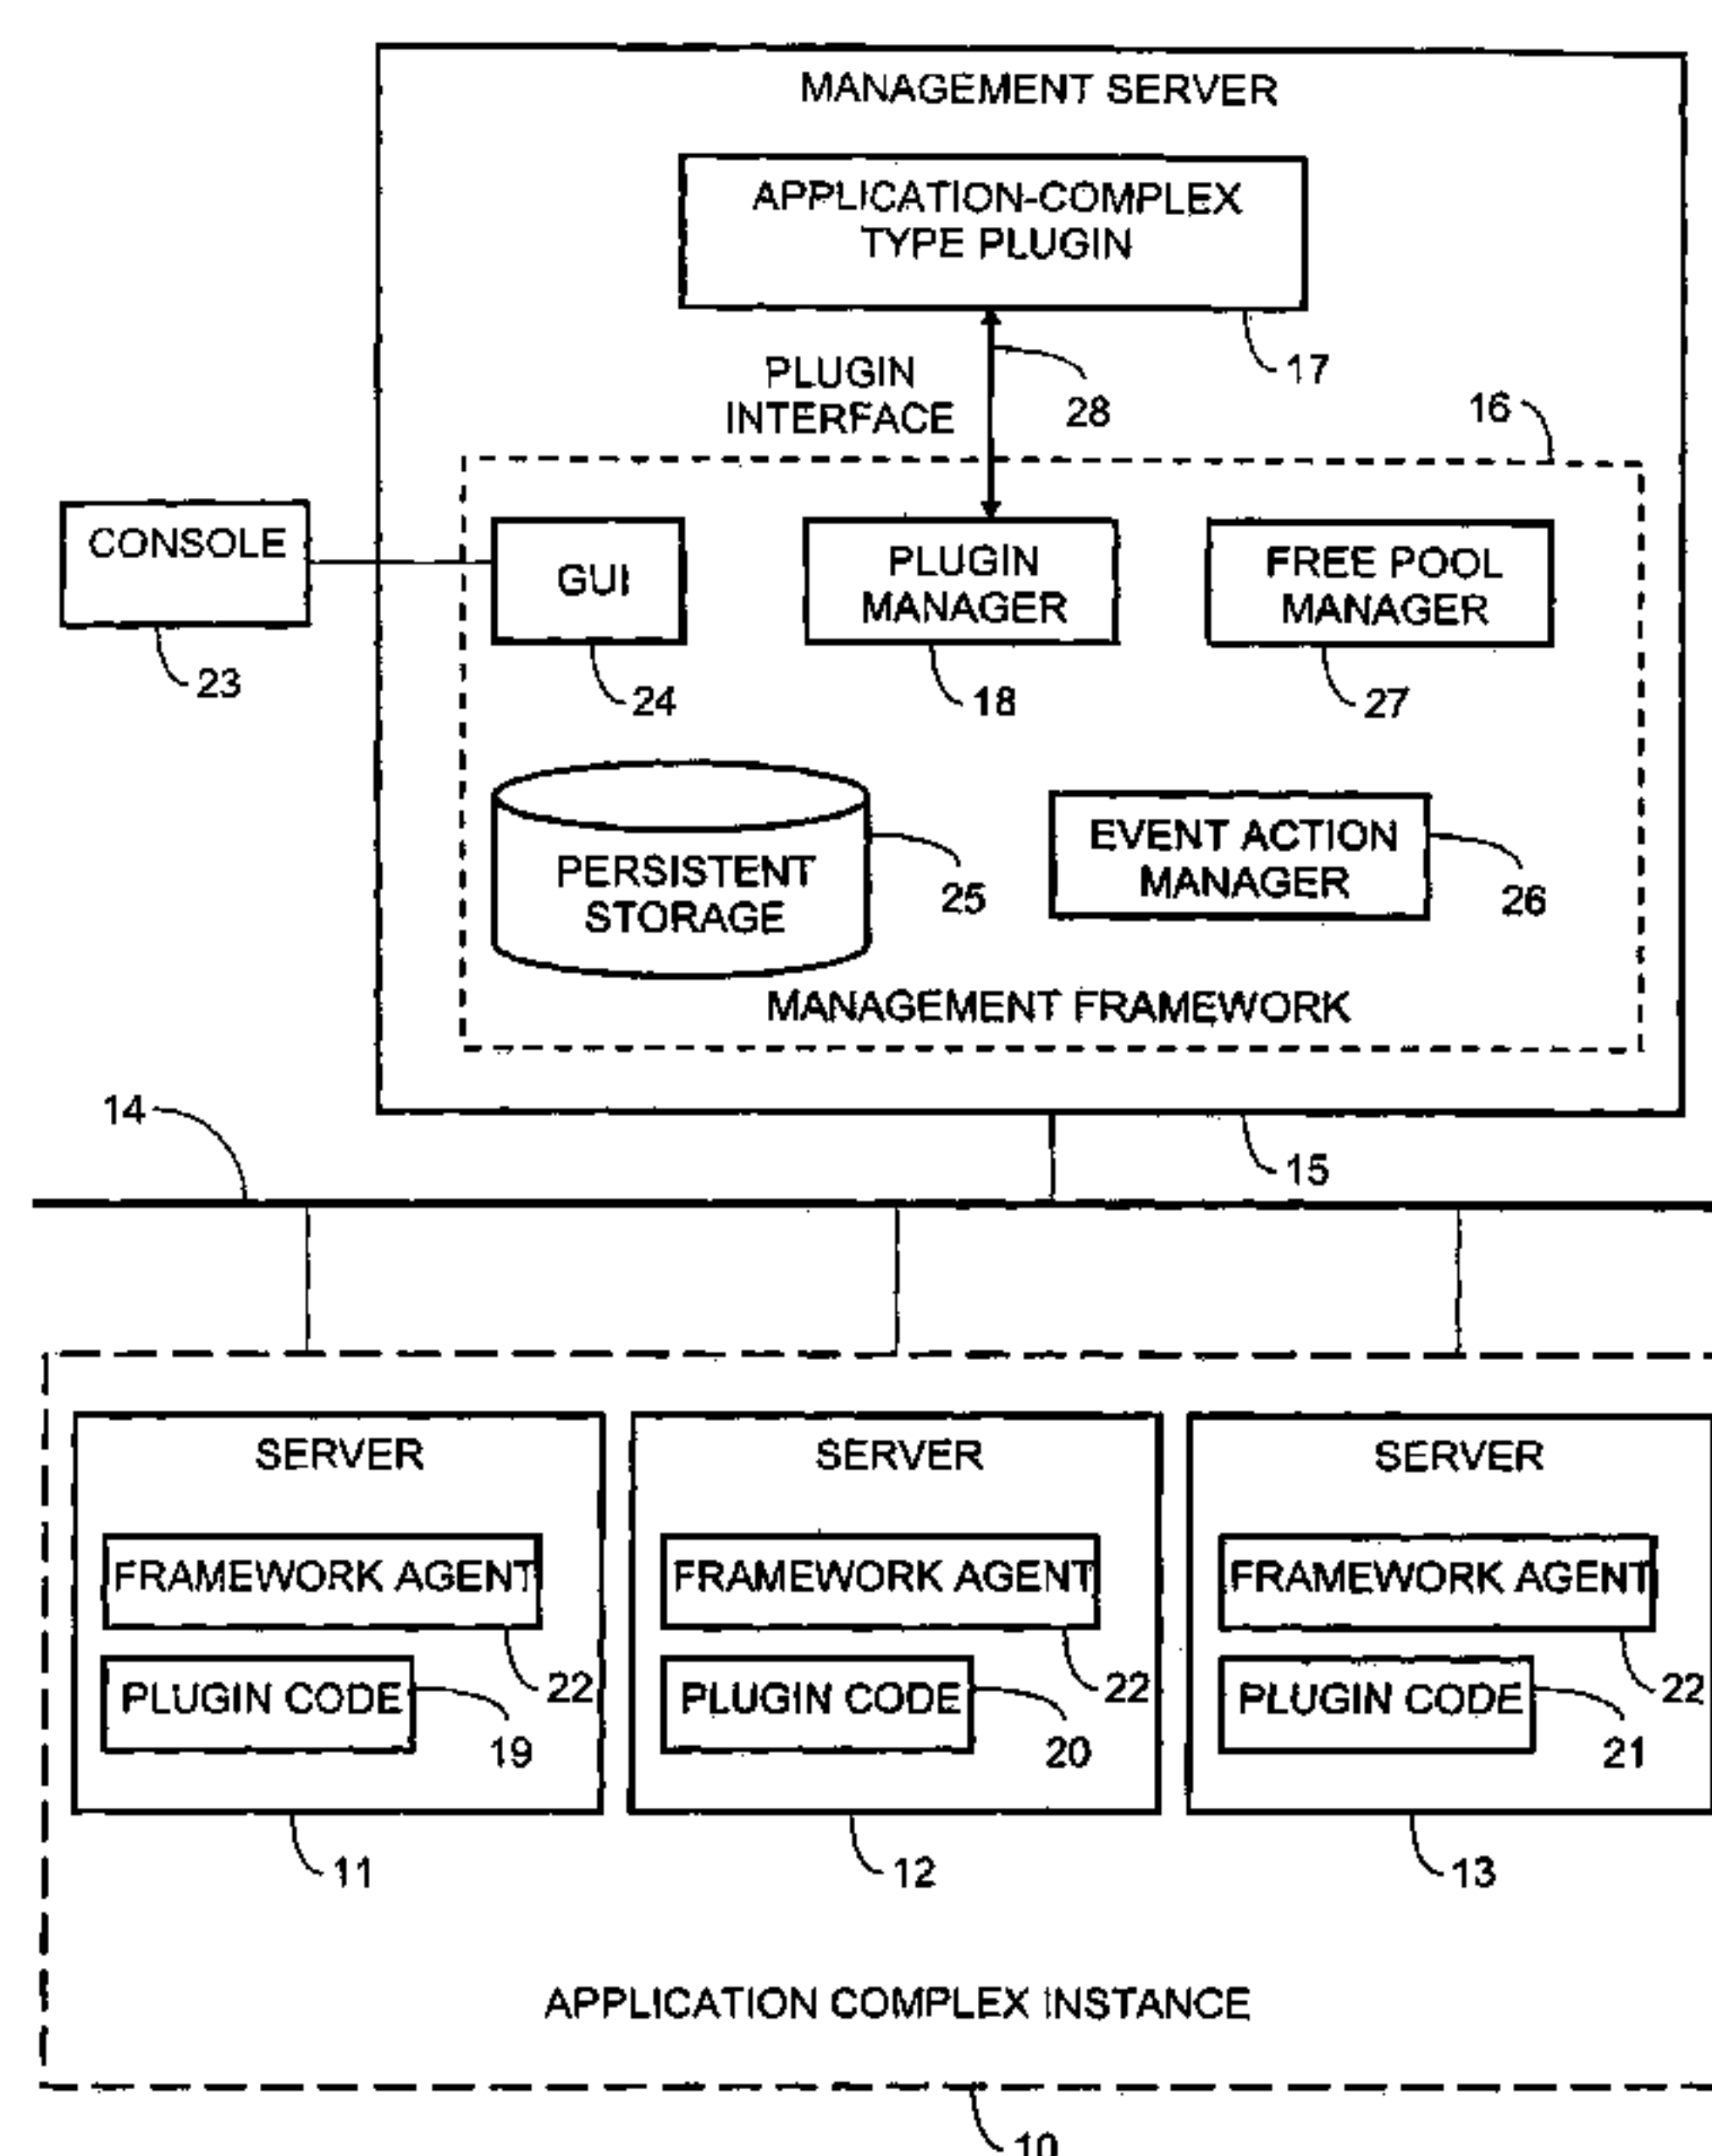 MANAGEMENT SERVER
APPLICATION-COMPLEX
TYPE PLUGIN
17
PLUGIN
INTERFACE
28
16
CONSOLE
23
GUI
24
PLUGIN
MANAGER
18
FREE POOL
MANAGER
27
PERSISTENT
STORAGE
25
EVENT ACTION
MANAGER
26
MANAGEMENT FRAMEWORK
14
15
SERVER
FRAMEWORK AGENT
22
PLUGIN CODE
19
11
SERVER
FRAMEWORK AGENT
22
PLUGIN CODE
20
12
SERVER
FRAMEWORK AGENT
22
PLUGIN CODE
21
13
APPLICATION COMPLEX INSTANCE
10